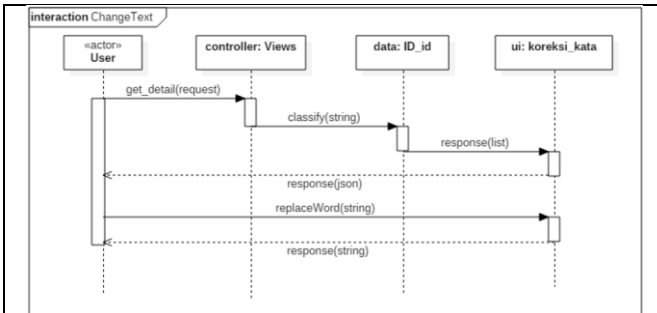 interaction ChangeText
«actor»
User
controller: Views
data: ID_id
ui: koreksi_kata
get_detail(request)
classify(string)
response(list)
response(json)
replaceWord(string)
response(string)